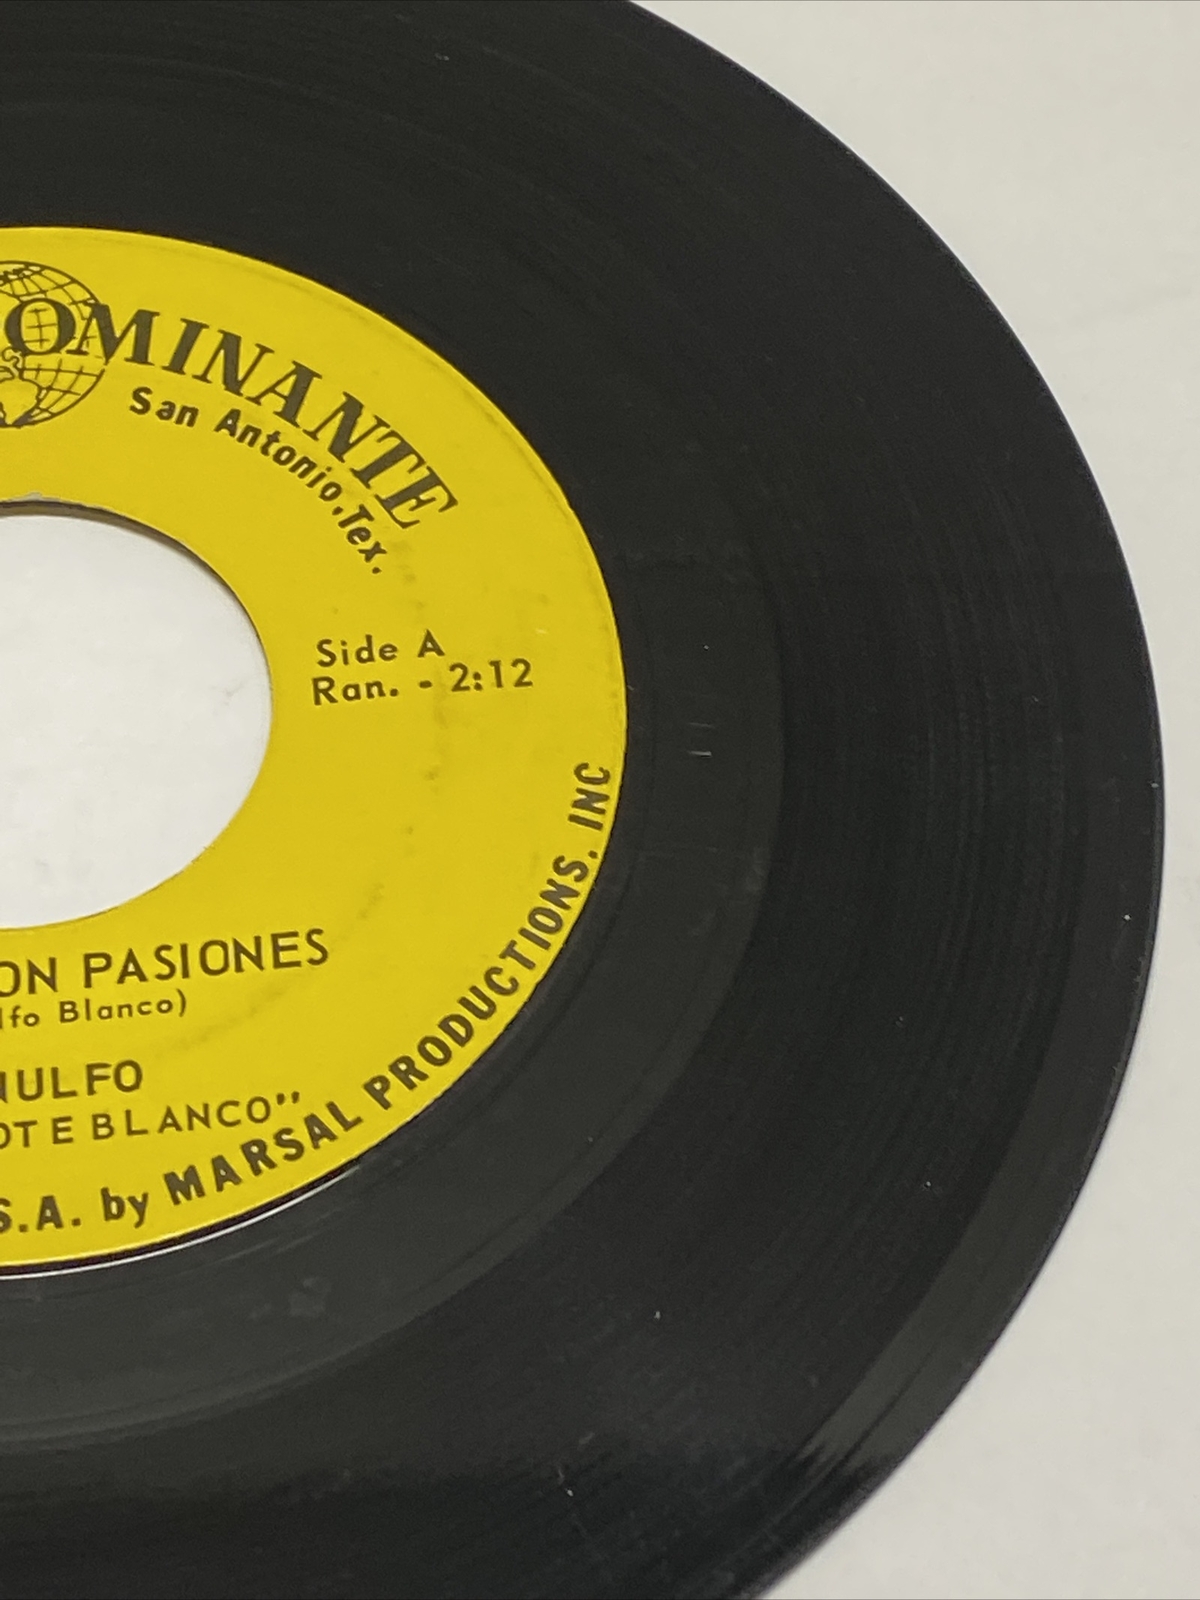 OMINANTE
San Antonio, Tex.
Side A
Ran. - 2:12
ON PASIONES
lfo Blanco)
NULFO
OTE BLANCO"
S.A. by MARSAL PRODUCTIONS, INC